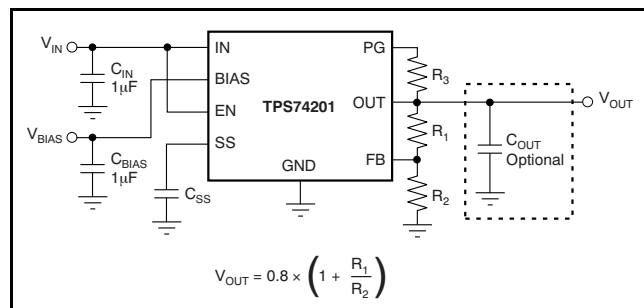 V_IN
IN
PG
C_IN
1µF
R_3
BIAS
TPS74201
OUT
V_OUT
EN
R_1
V_BIAS
SS
C_OUT
Optional
FB
C_BIAS
1µF
GND
C_SS
R_2
V_OUT = 0.8 × (1 + R_1/R_2)